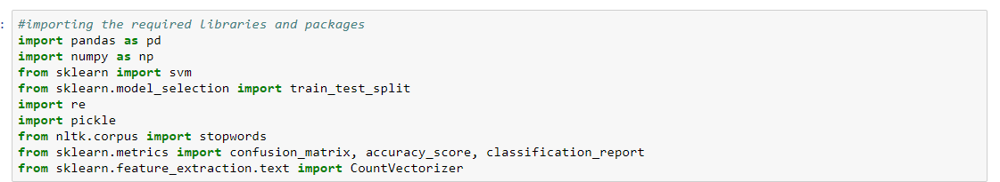 :
#importing the required libraries and packages
import pandas as pd
import numpy as np
from sklearn import svm
from sklearn.model_selection import train_test_split
import re
import pickle
from nltk.corpus import stopwords
from sklearn.metrics import confusion_matrix, accuracy_score, classification_report
from sklearn.feature_extraction.text import CountVectorizer